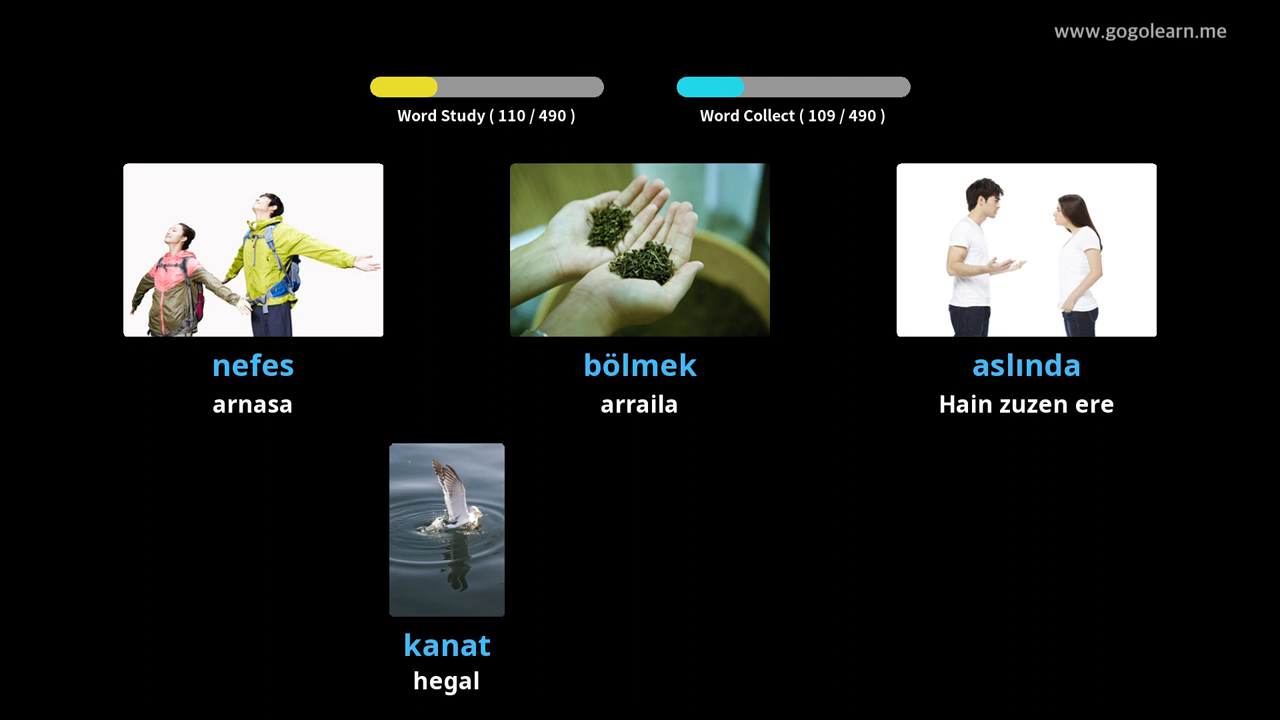 www.gogolearn.me
Word Study ( 110 / 490 )
Word Collect ( 109 / 490 )
nefes
arnasa
bölmek
arraila
aslında
Hain zuzen ere
kanat
hegal